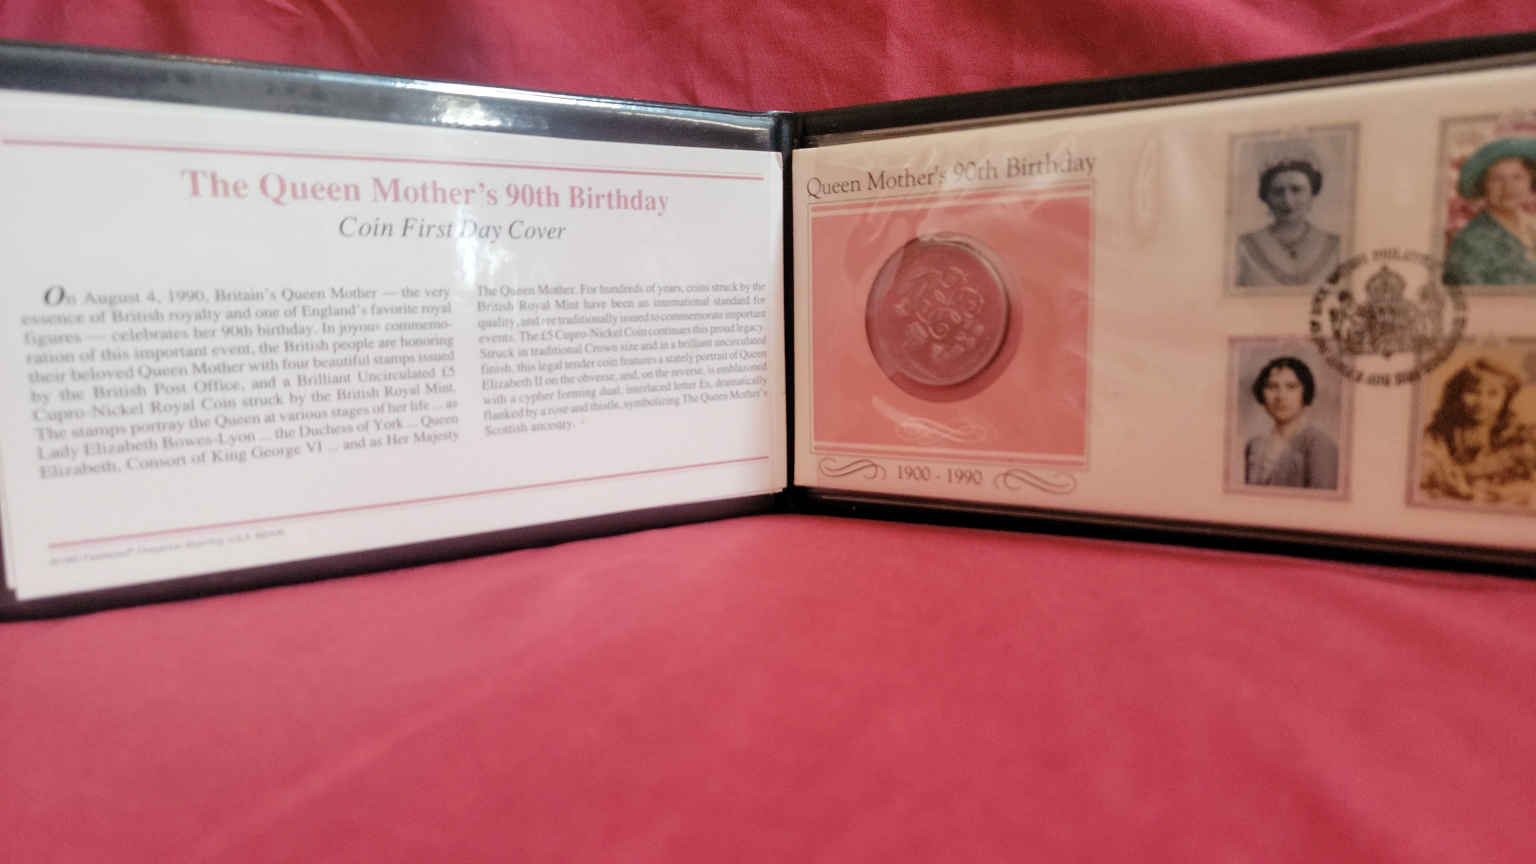 The Queen Mother's 90th Birthday
Coin First Day Cover
On August 4, 1990, Britain's Queen Mother — the very
essence of British royalty and one of England's favorite royal
figures — celebrates her 90th birthday. In joyous commemo-
ration of this important event, the British people are honoring
their beloved Queen Mother with four beautiful stamps issued
by the British Post Office, and a Brilliant Uncirculated £5
Cupro-Nickel Royal Coin struck by the British Royal Mint.
The stamps portray the Queen at various stages of her life ... as
Lady Elizabeth Bowes-Lyon ... the Duchess of York ... Queen
Elizabeth, Consort of King George VI ... and as Her Majesty
The Queen Mother. For hundreds of years, coins struck by the
British Royal Mint have been an international standard for
quality, and are traditionally issued to commemorate important
events. The £5 Cupro-Nickel Coin continues this proud legacy.
Struck in traditional Crown size and in a brilliant uncirculated
finish, this legal tender coin features a stately portrait of Queen
Elizabeth II on the obverse, and, on the reverse, is emblazoned
with a cypher forming dual, interlaced letter Es, dramatically
flanked by a rose and thistle, symbolizing The Queen Mother's
Scottish ancestry.
Queen Mother's 90th Birthday
1900 - 1990